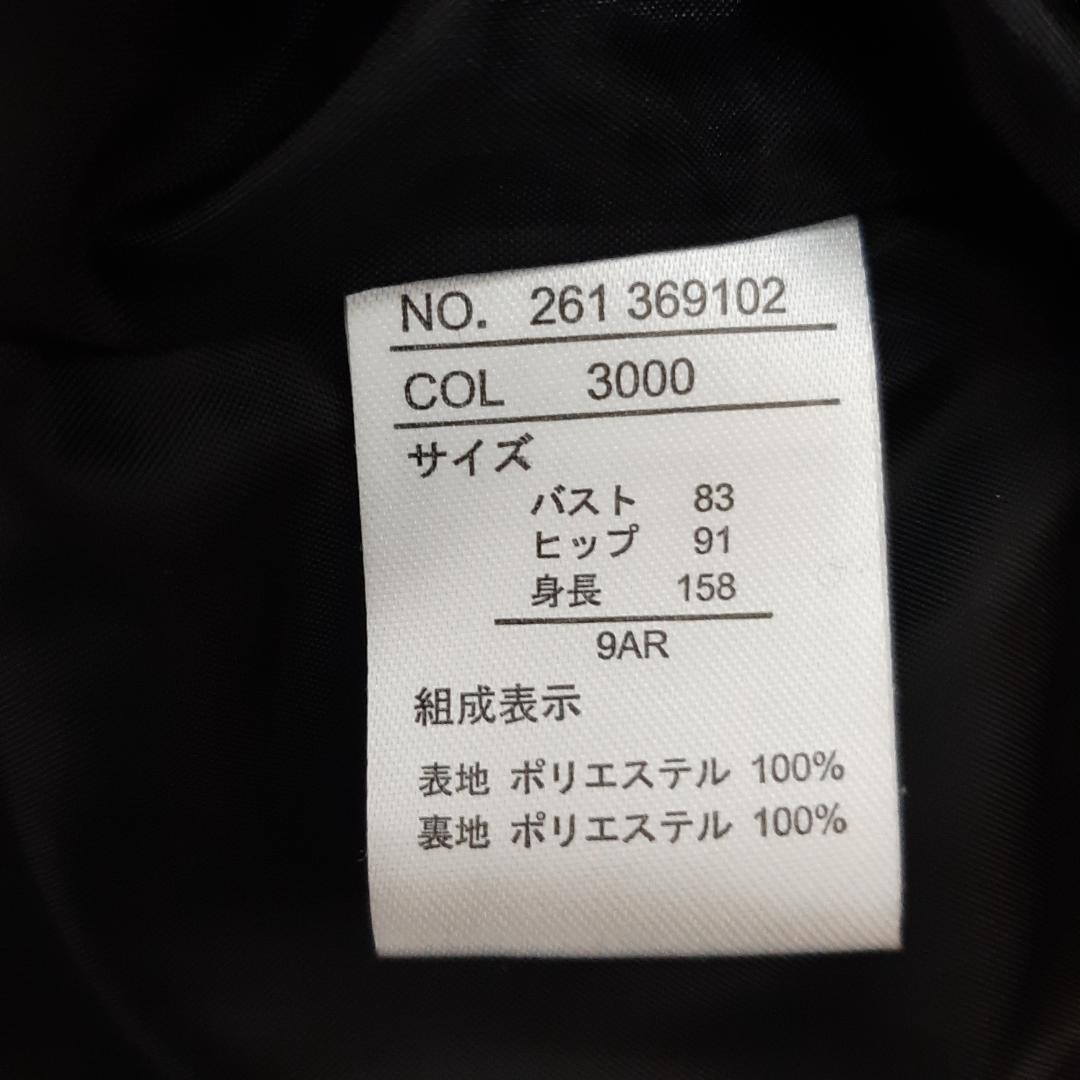 NO. 261 369102
COL 3000
サイズ
バスト 83
ヒップ 91
身長 158
9AR
組成表示
表地 ポリエステル 100%
裏地 ポリエステル 100%